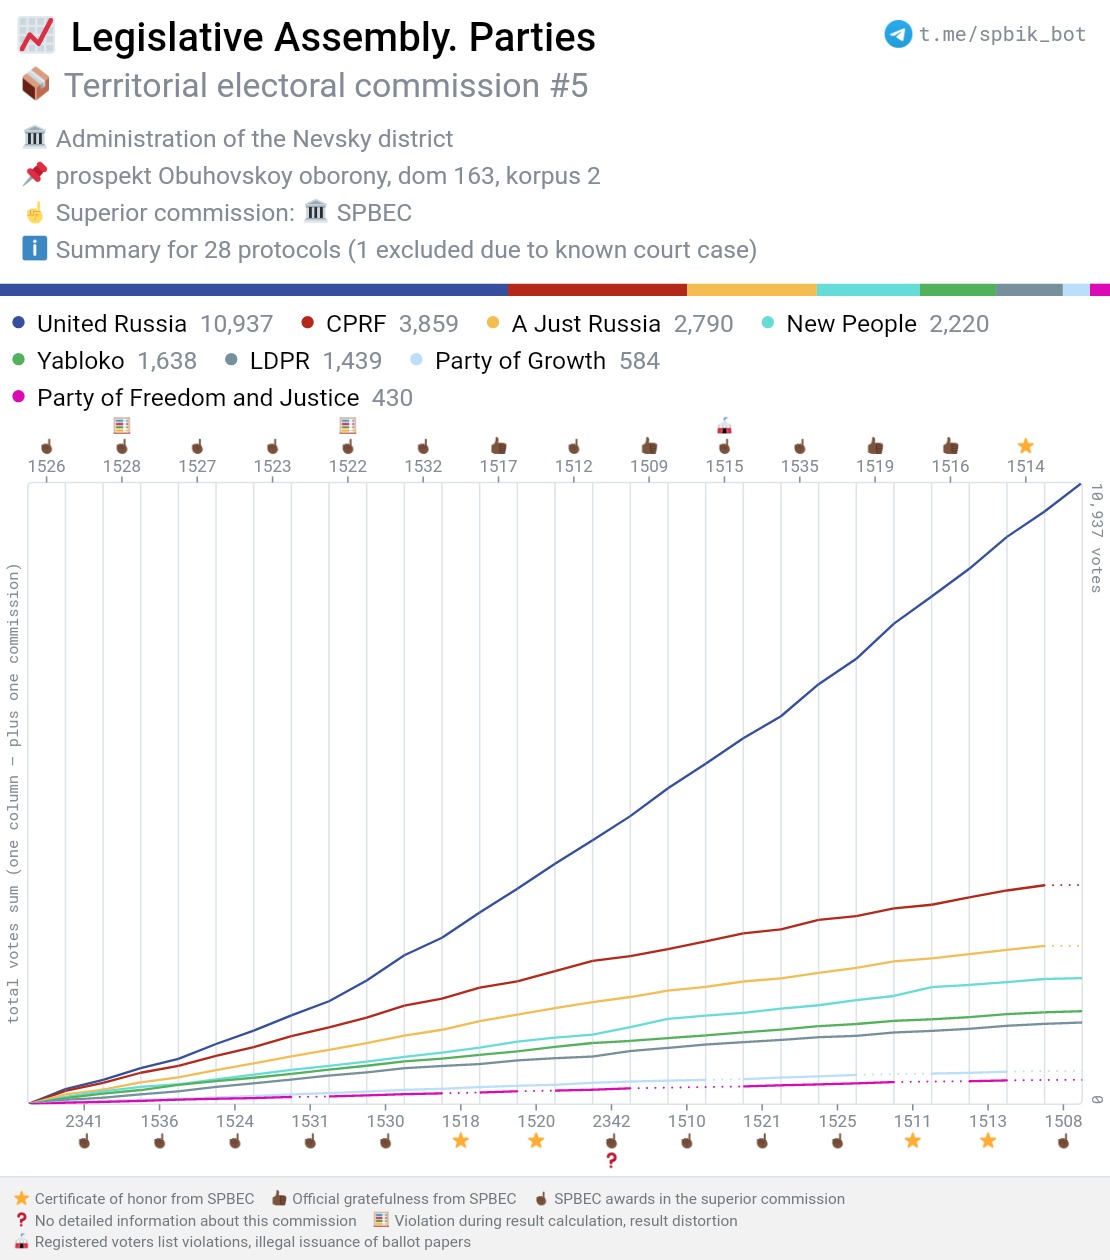 Legislative Assembly. Parties
t.me/spbik_bot
Territorial electoral commission #5
Administration of the Nevsky district
prospekt Obuhovskoy oborony, dom 163, korpus 2
Superior commission: SPBEC
Summary for 28 protocols (1 excluded due to known court case)
United Russia 10,937 CPRF 3,859 A Just Russia 2,790 New People 2,220
Yabloko 1,638 LDPR 1,439 Party of Growth 584
Party of Freedom and Justice 430
1526 1528 1527 1523 1522 1532 1517 1512 1509 1515 1535 1519 1516 1514
10,937 votes
total votes sum (one column – plus one commission)
0
2341 1536 1524 1531 1530 1518 1520 2342 1510 1521 1525 1511 1513 1508
Certificate of honor from SPBEC Official gratefulness from SPBEC SPBEC awards in the superior commission
No detailed information about this commission Violation during result calculation, result distortion
Registered voters list violations, illegal issuance of ballot papers